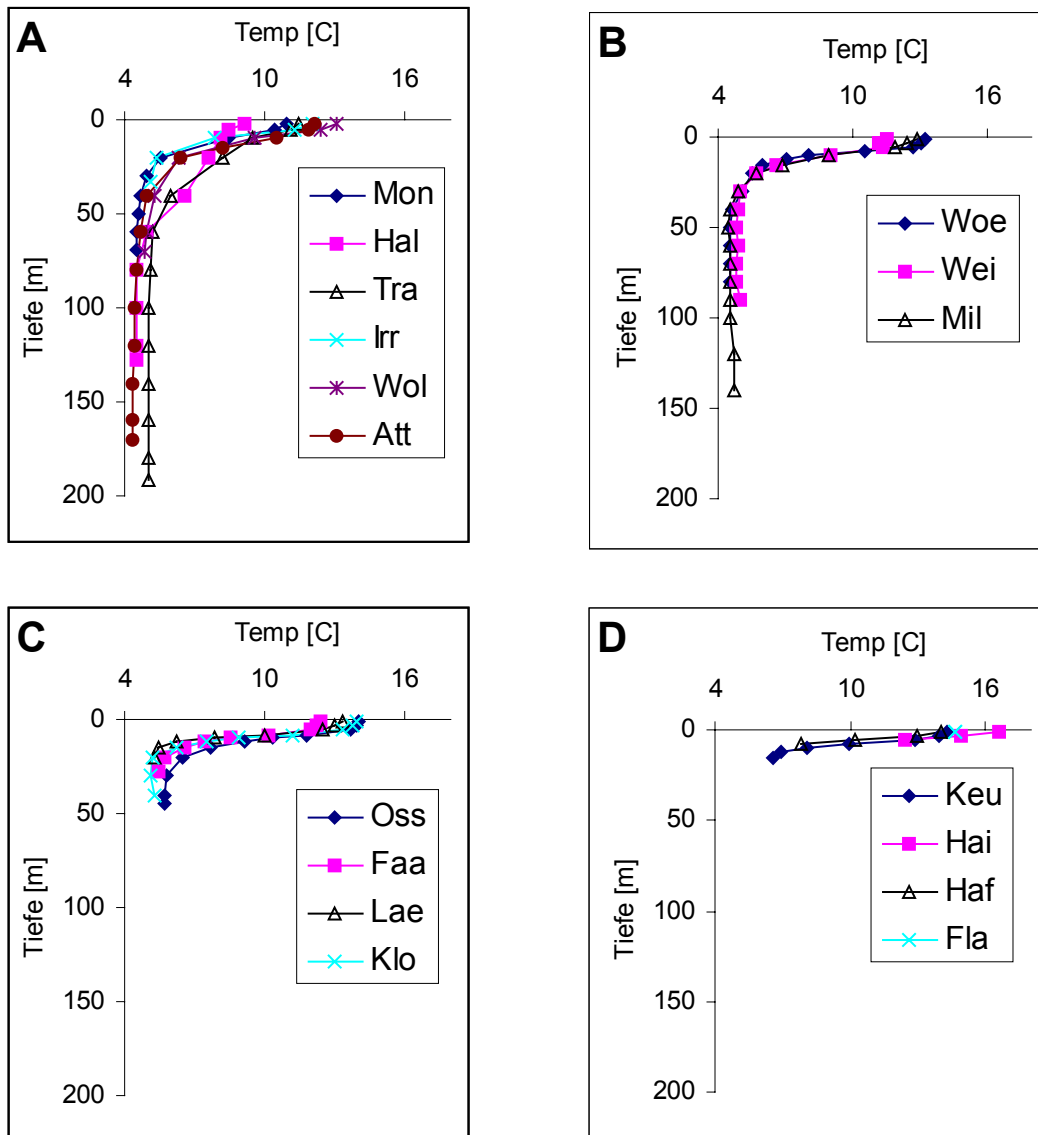 A
Temp [C]
4 10 16
0
50
100
150
200
Tiefe [m]
Mon
Hal
Tra
Irr
Wol
Att
B
Temp [C]
4 10 16
0
50
100
150
200
Tiefe [m]
Woe
Wei
Mil
C
Temp [C]
4 10 16
0
50
100
150
200
Tiefe [m]
Oss
Faa
Lae
Klo
D
Temp [C]
4 10 16
0
50
100
150
200
Tiefe [m]
Keu
Hai
Haf
Fla